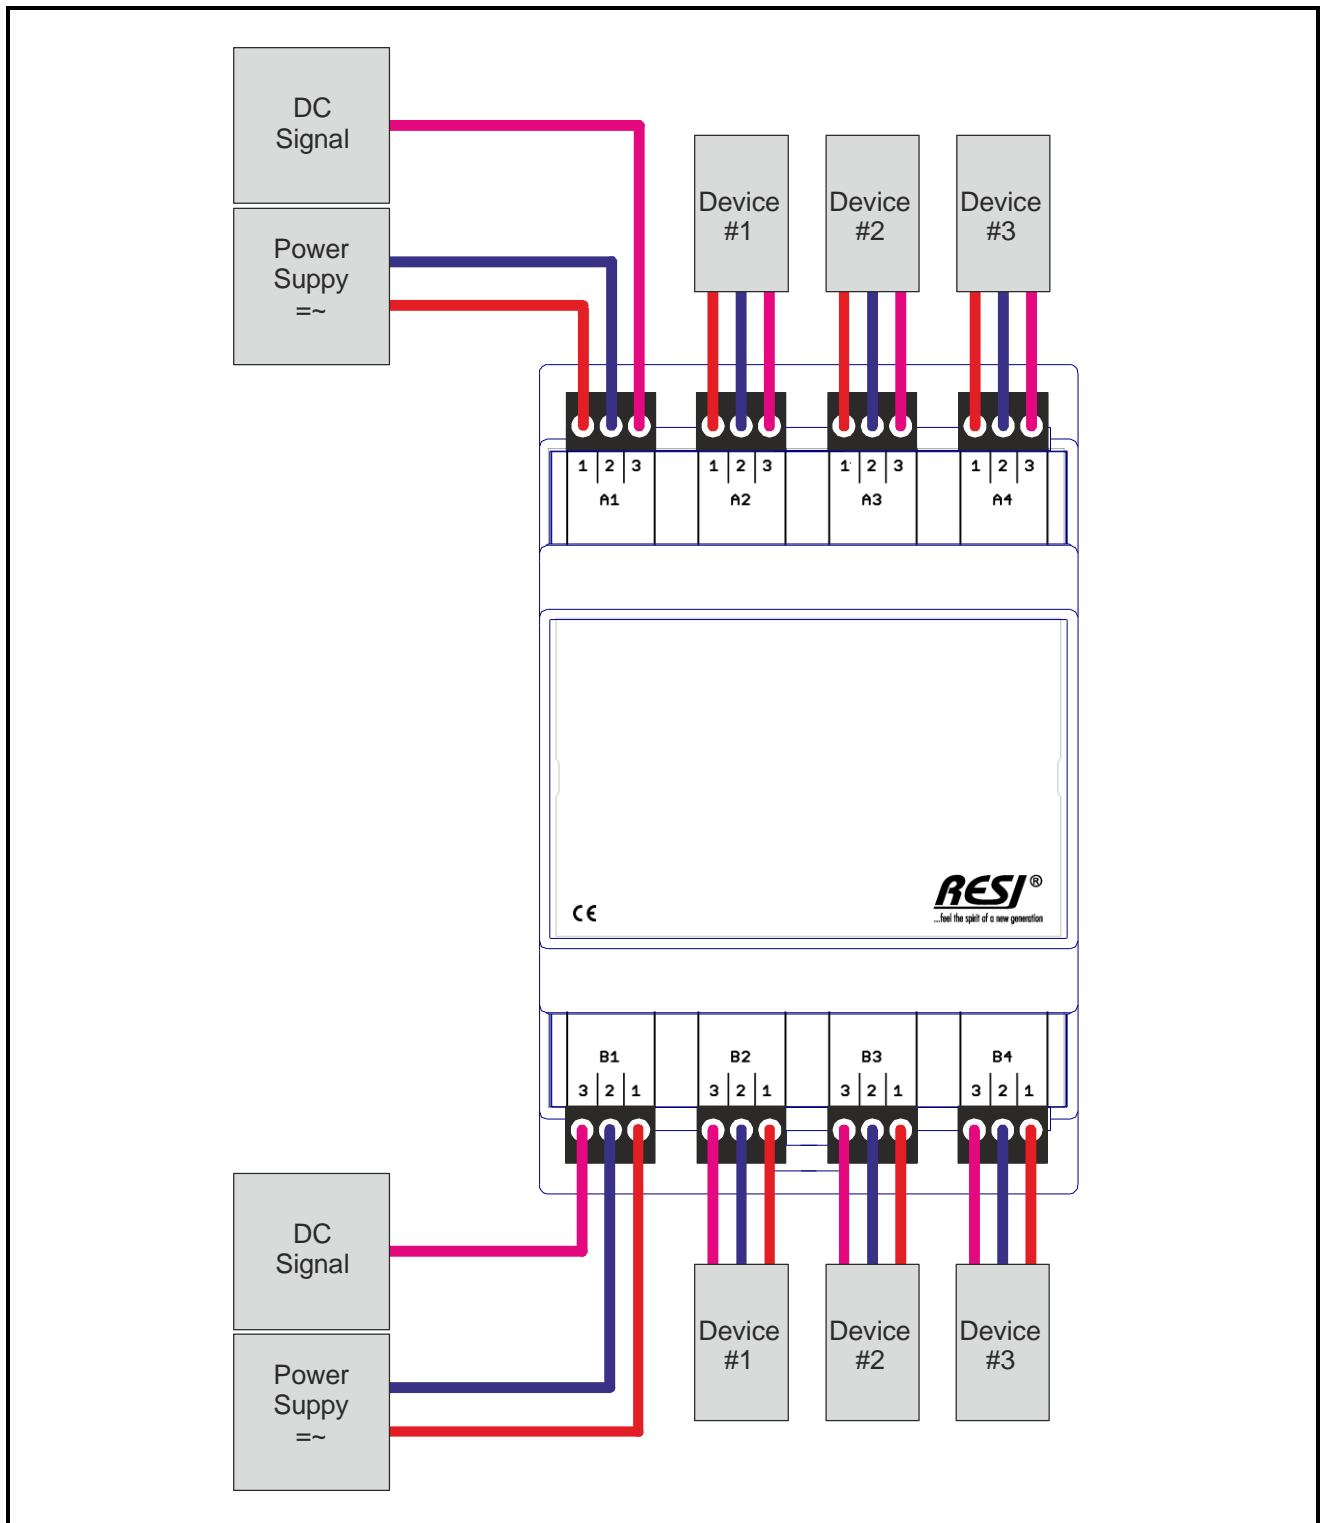 DC
Signal
Power
Suppy
=~
Device
#1
Device
#2
Device
#3
1 2 3
A1
1 2 3
A2
1 2 3
A3
1 2 3
A4
CE
RESI®
...feel the spirit of a new generation
B1
3 2 1
B2
3 2 1
B3
3 2 1
B4
3 2 1
DC
Signal
Power
Suppy
=~
Device
#1
Device
#2
Device
#3